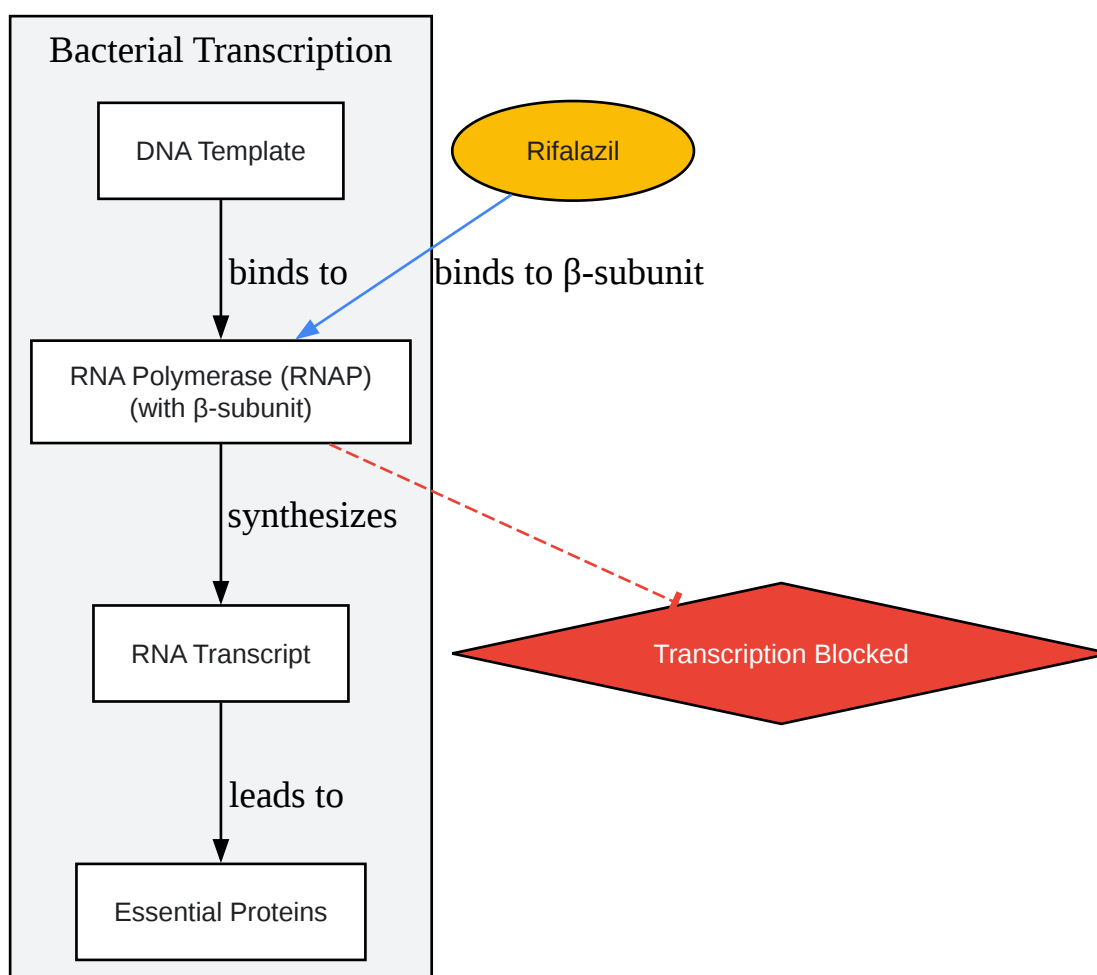 Bacterial Transcription
DNA Template
Rifalazil
binds to
binds to β-subunit
RNA Polymerase (RNAP)
(with β-subunit)
synthesizes
RNA Transcript
Transcription Blocked
leads to
Essential Proteins